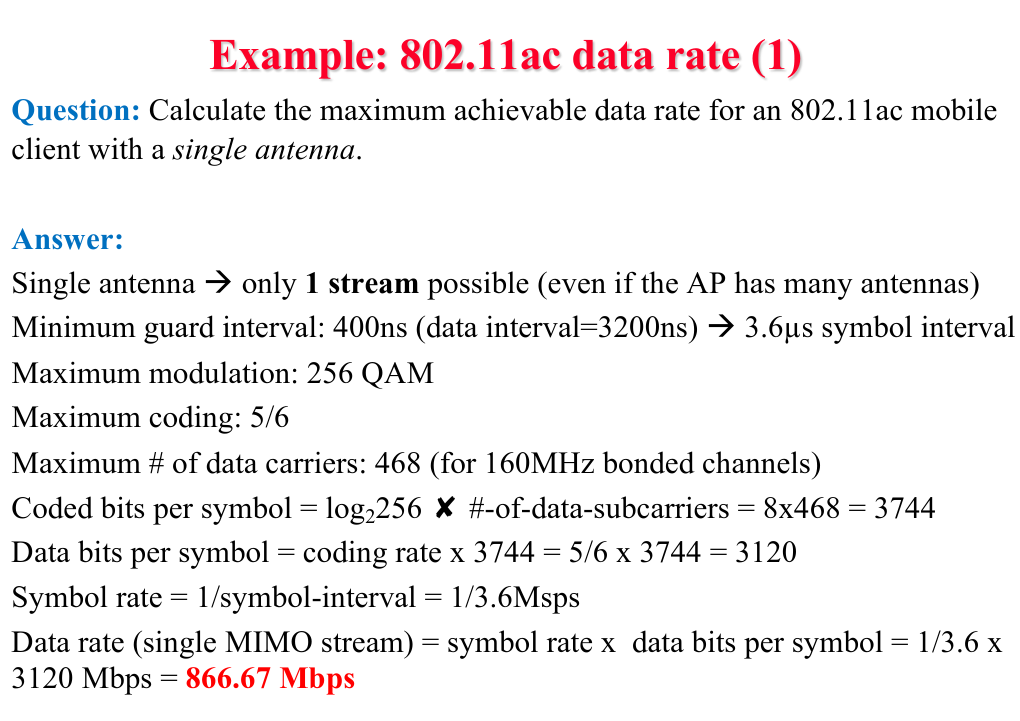 Example: 802.11ac data rate (1)
Question: Calculate the maximum achievable data rate for an 802.11ac mobile
client with a single antenna.
Answer:
Single antenna → only 1 stream possible (even if the AP has many antennas)
Minimum guard interval: 400ns (data interval=3200ns) → 3.6µs symbol interval
Maximum modulation: 256 QAM
Maximum coding: 5/6
Maximum # of data carriers: 468 (for 160MHz bonded channels)
Coded bits per symbol = log₂256 ✘ #-of-data-subcarriers = 8x468 = 3744
Data bits per symbol = coding rate x 3744 = 5/6 x 3744 = 3120
Symbol rate = 1/symbol-interval = 1/3.6Msps
Data rate (single MIMO stream) = symbol rate x data bits per symbol = 1/3.6 x
3120 Mbps = 866.67 Mbps